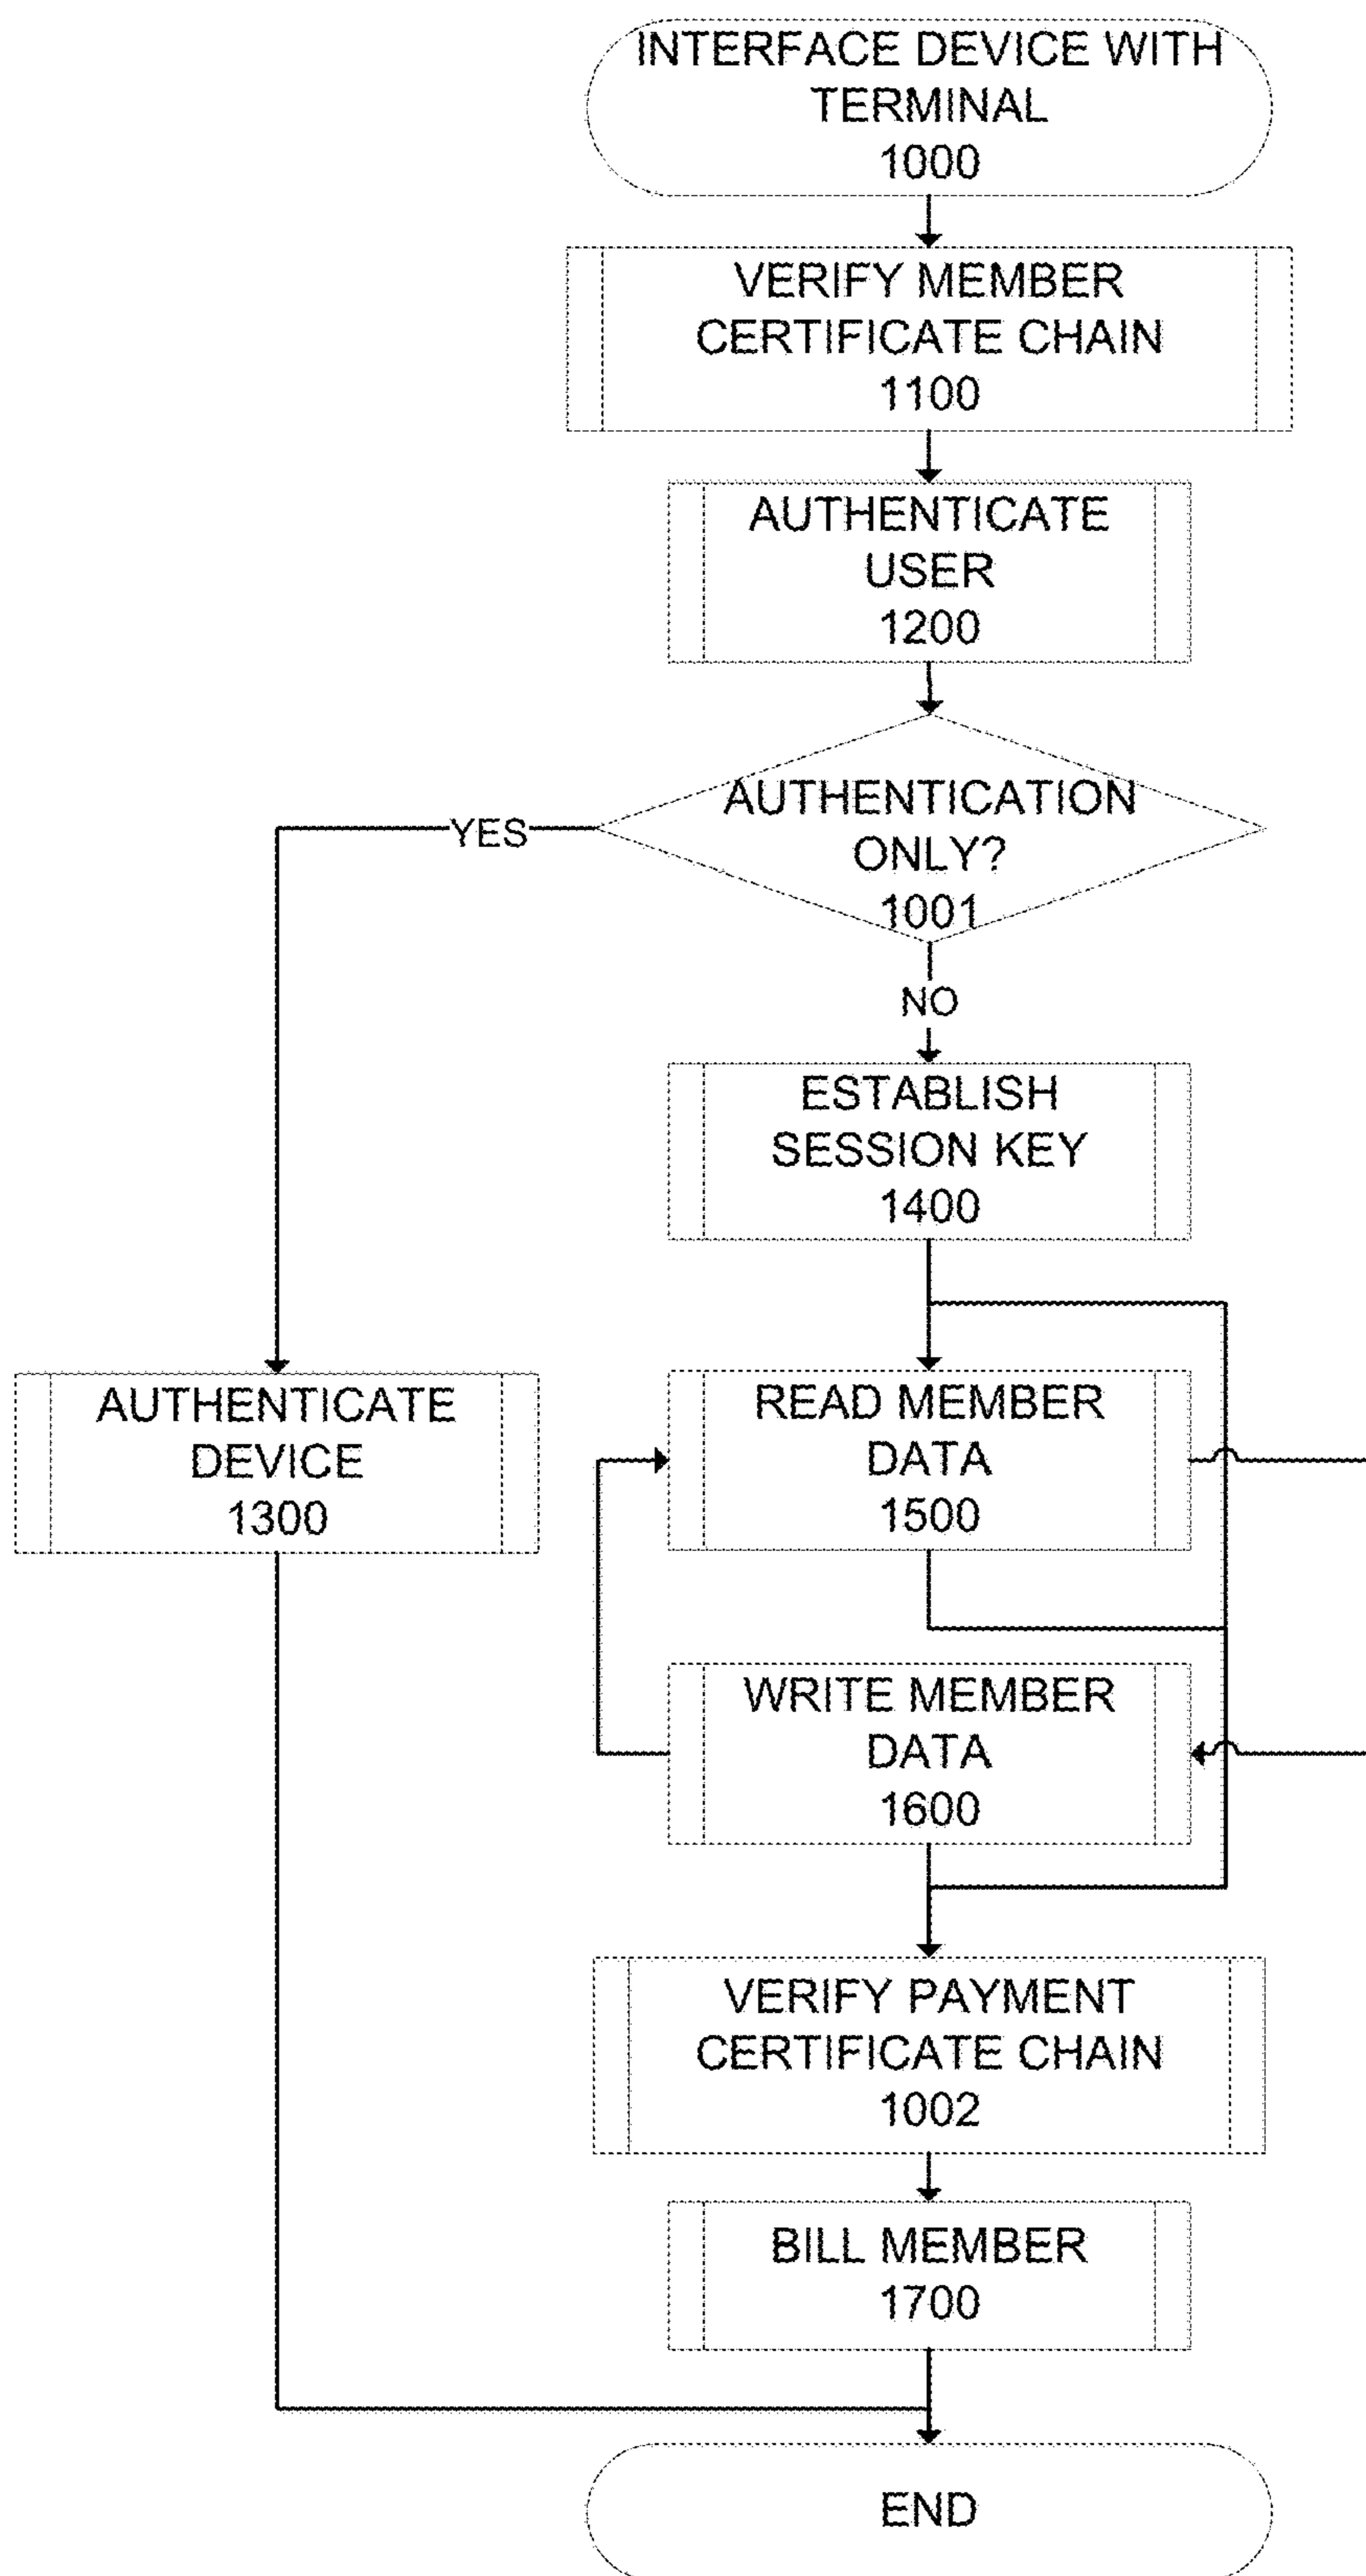 INTERFACE DEVICE WITH
TERMINAL
1000
VERIFY MEMBER
CERTIFICATE CHAIN
1100
AUTHENTICATE
USER
1200
AUTHENTICATION
ONLY?
1001
YES
NO
ESTABLISH
SESSION KEY
1400
AUTHENTICATE
DEVICE
1300
READ MEMBER
DATA
1500
WRITE MEMBER
DATA
1600
VERIFY PAYMENT
CERTIFICATE CHAIN
1002
BILL MEMBER
1700
END